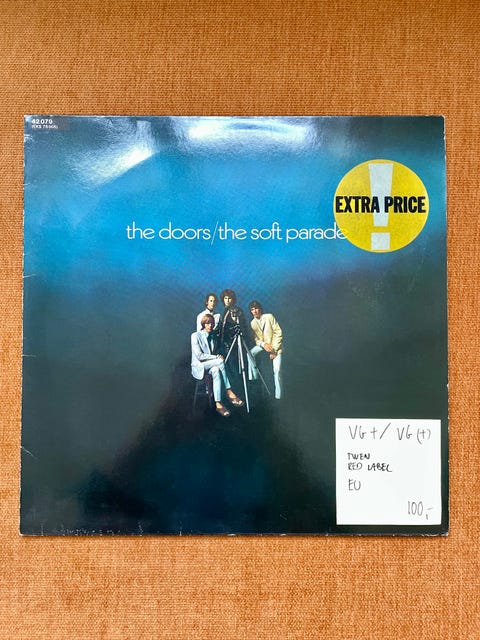 42 079
(EKS 75 005)
the doors/the soft parade
EXTRA PRICE
!
VG+/ VG(+)
TWEN
RED LABEL
EU
100,-